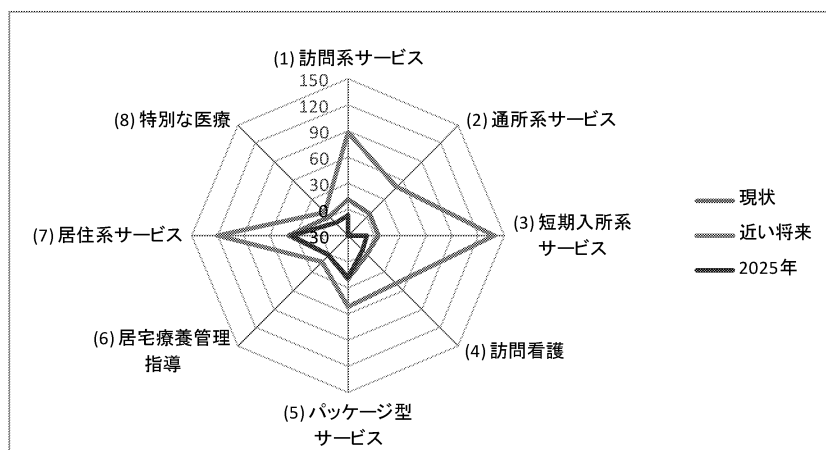 (1) 訪問系サービス
150
120
90
60
30
0
30
(2) 通所系サービス
(3) 短期入所系
サービス
(4) 訪問看護
(5) パッケージ型
サービス
(6) 居宅療養管理
指導
(7) 居住系サービス
(8) 特別な医療
現状
近い将来
2025年